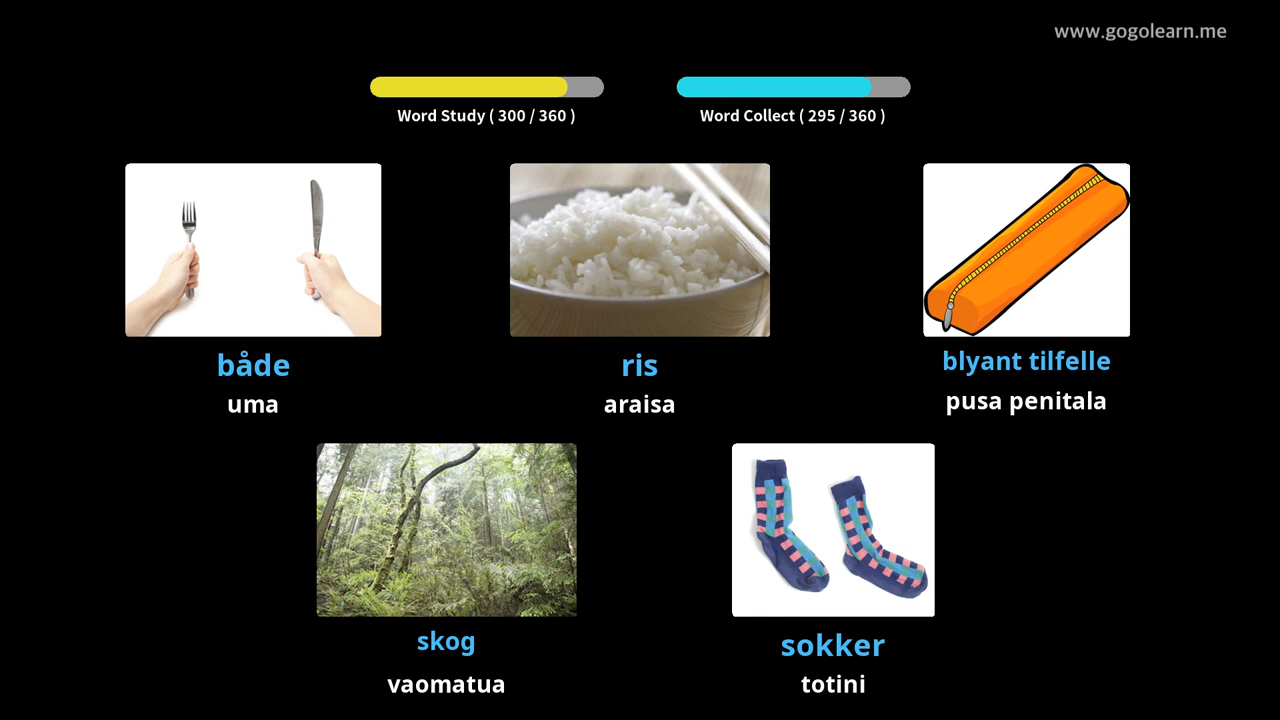 www.gogolearn.me
Word Study ( 300 / 360 )
Word Collect ( 295 / 360 )
både
uma
ris
araisa
blyant tilfelle
pusa penitala
skog
vaomatua
sokker
totini